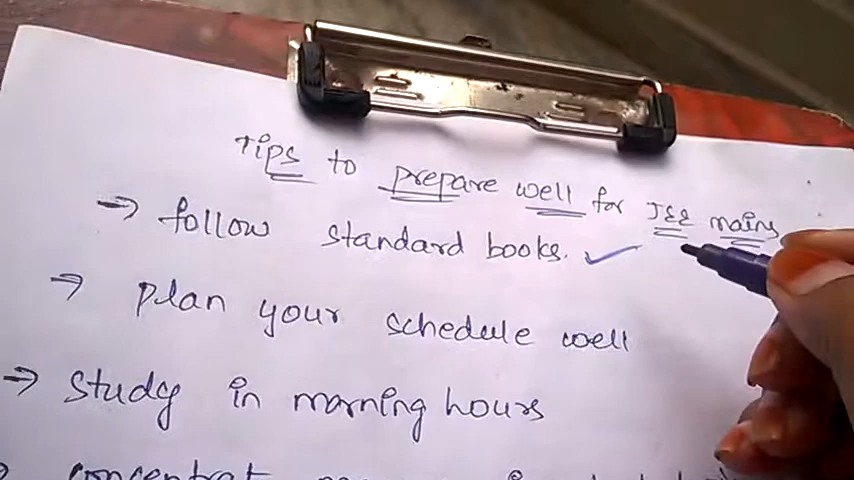 Tips to prepare well for JEE mains
→ follow standard books. ✓
→ plan your schedule well
→ study in morning hours